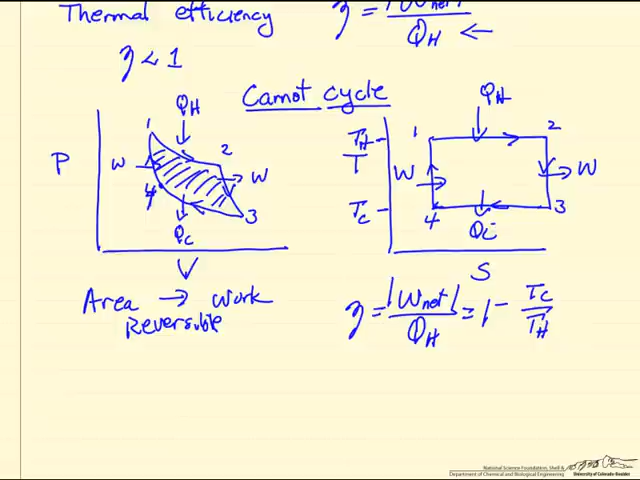 Thermal efficiency
η = |Wnet| / QH ←
η < 1
Carnot cycle
QH
1
2
P
W
W
4
3
Qc
V
Area → Work
Reversible
QH
TH
1
2
T
W
W
Tc
4
3
Qc
S
η = |Wnet| / QH = 1 - Tc / TH
National Science Foundation, Shell &
Department of Chemical and Biological Engineering
University of Colorado Boulder